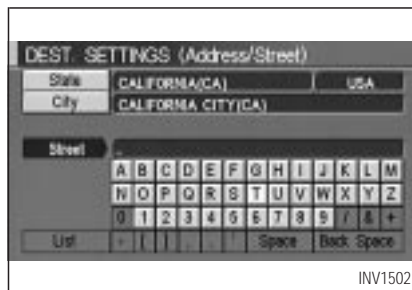 DEST. SETTINGS (Address/Street)
State CALIFORNIA(CA) USA
City CALIFORNIA CITY(CA)
Street _
A B C D E F G H I J K L M
N O P Q R S T U V W X Y Z
0 1 2 3 4 5 6 7 8 9 / & +
List - ( ) . , ' Space Back Space
INV1502